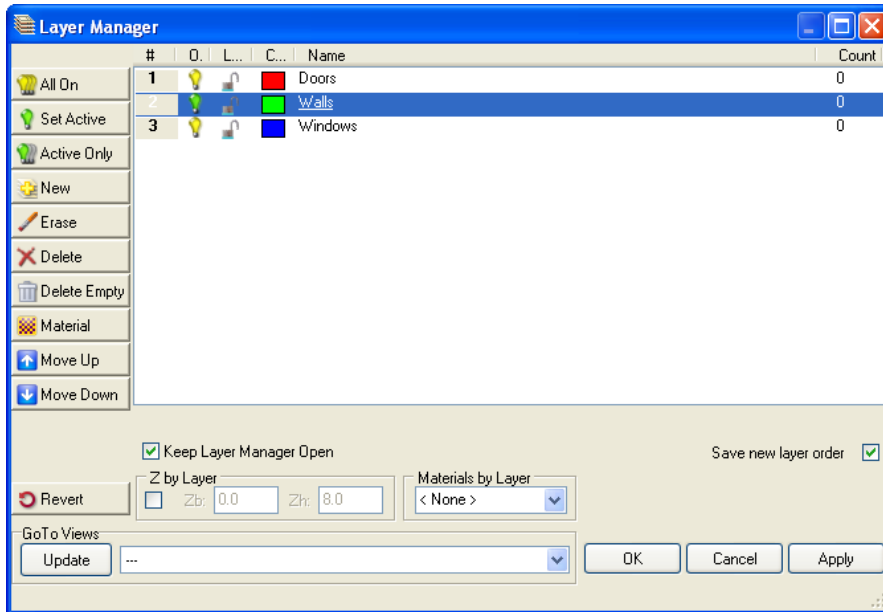 Layer Manager
# O. L... C... Name Count
All On
1 Doors 0
Set Active
2 Walls 0
3 Windows 0
Active Only
New
Erase
Delete
Delete Empty
Material
Move Up
Move Down
Keep Layer Manager Open
Save new layer order
Z by Layer
Materials by Layer
Revert
Zb: 0.0 Zh: 8.0
< None >
GoTo Views
Update
---
OK
Cancel
Apply